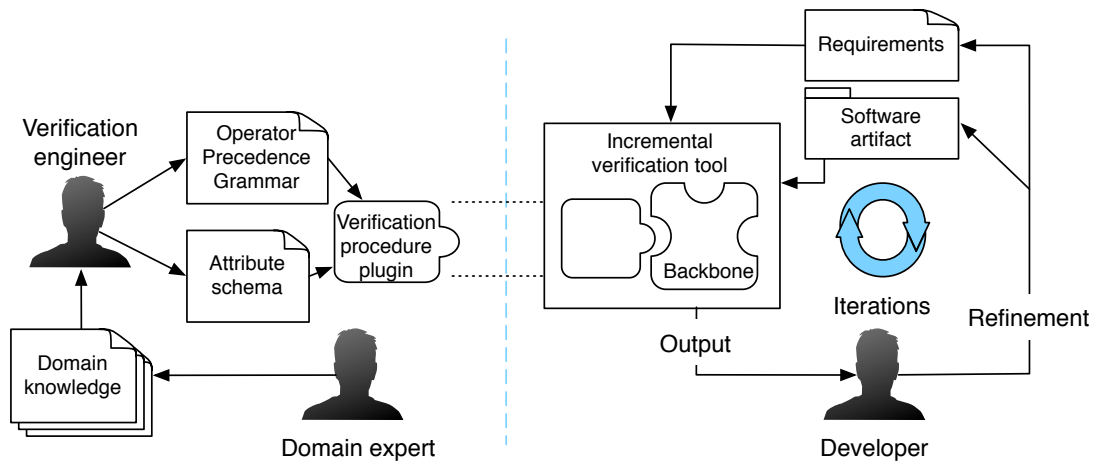 Verification
engineer
Operator
Precedence
Grammar
Attribute
schema
Verification
procedure
plugin
Domain
knowledge
Domain expert
Requirements
Software
artifact
Incremental
verification tool
Backbone
Iterations
Output
Refinement
Developer